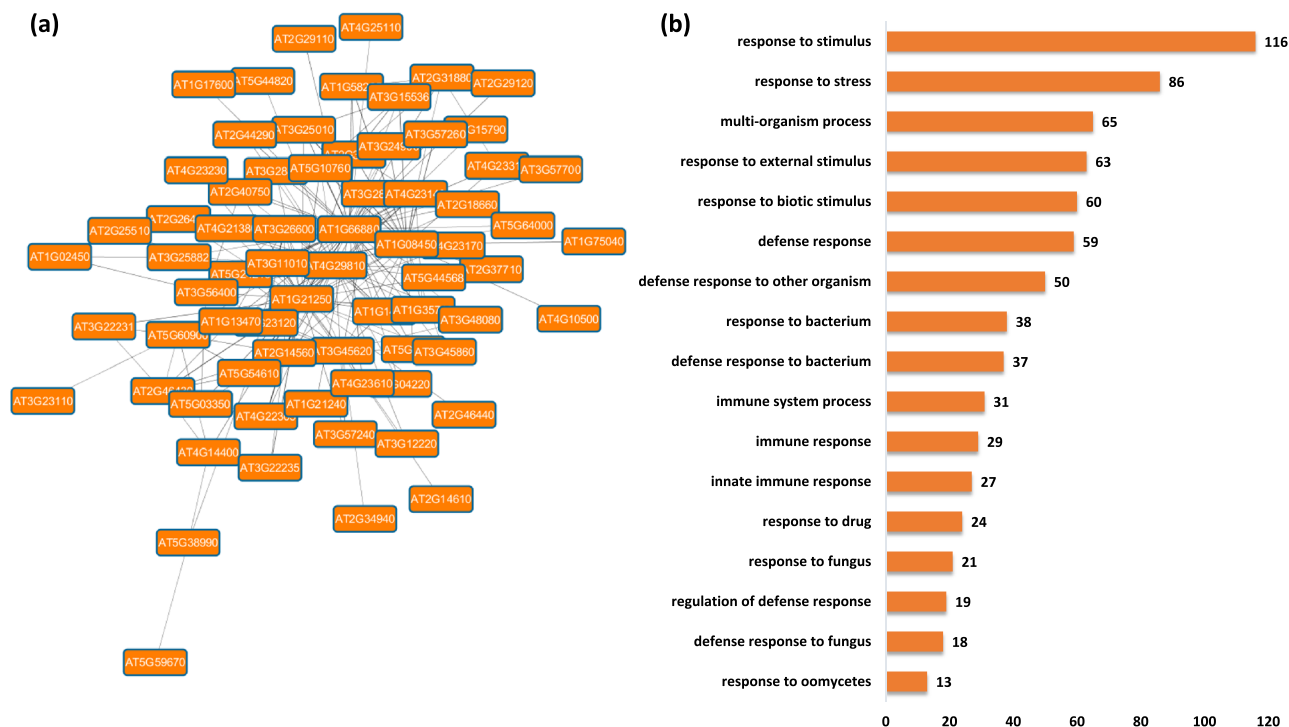 (a)
AT4G25110
AT2G29110
AT1G17600
AT5G44820
AT2G31880
AT2G29120
AT3G15536
AT2G44290
AT3G25010
AT3G57260
AT4G23230
AT5G10760
AT3G57700
AT2G40750
AT2G18660
AT2G25510
AT3G26600
AT1G66880
AT5G64000
AT1G75040
AT1G08450
AT1G02450
AT3G25882
AT3G11010
AT4G29810
AT5G44568
AT2G37710
AT3G56400
AT1G21250
AT3G48080
AT4G10500
AT3G22231
AT1G13470
AT2G14560
AT3G45620
AT3G45860
AT5G54610
AT4G23610
AT3G23110
AT5G03350
AT1G21240
AT2G46440
AT3G57240
AT3G12220
AT4G14400
AT3G22235
AT2G14610
AT2G34940
AT5G38990
AT5G59670
(b)
response to stimulus 116
response to stress 86
multi-organism process 65
response to external stimulus 63
response to biotic stimulus 60
defense response 59
defense response to other organism 50
response to bacterium 38
defense response to bacterium 37
immune system process 31
immune response 29
innate immune response 27
response to drug 24
response to fungus 21
regulation of defense response 19
defense response to fungus 18
response to oomycetes 13
0 20 40 60 80 100 120